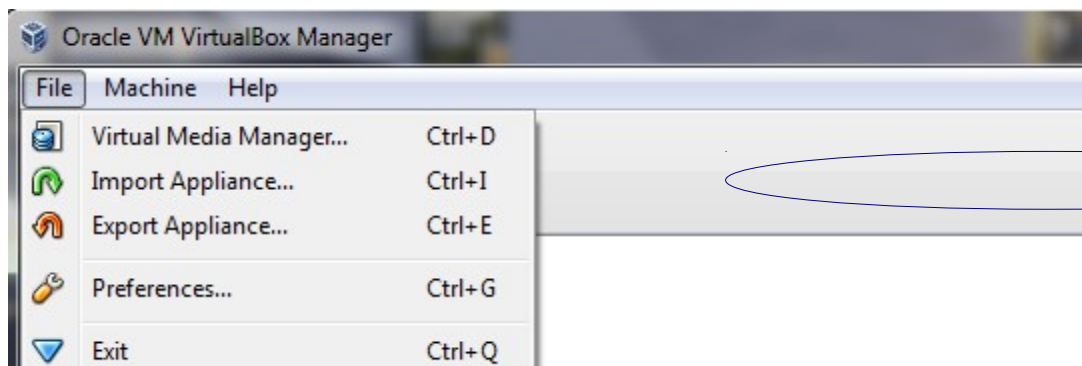 Oracle VM VirtualBox Manager
File Machine Help
Virtual Media Manager... Ctrl+D
Import Appliance... Ctrl+I
Export Appliance... Ctrl+E
Preferences... Ctrl+G
Exit Ctrl+Q